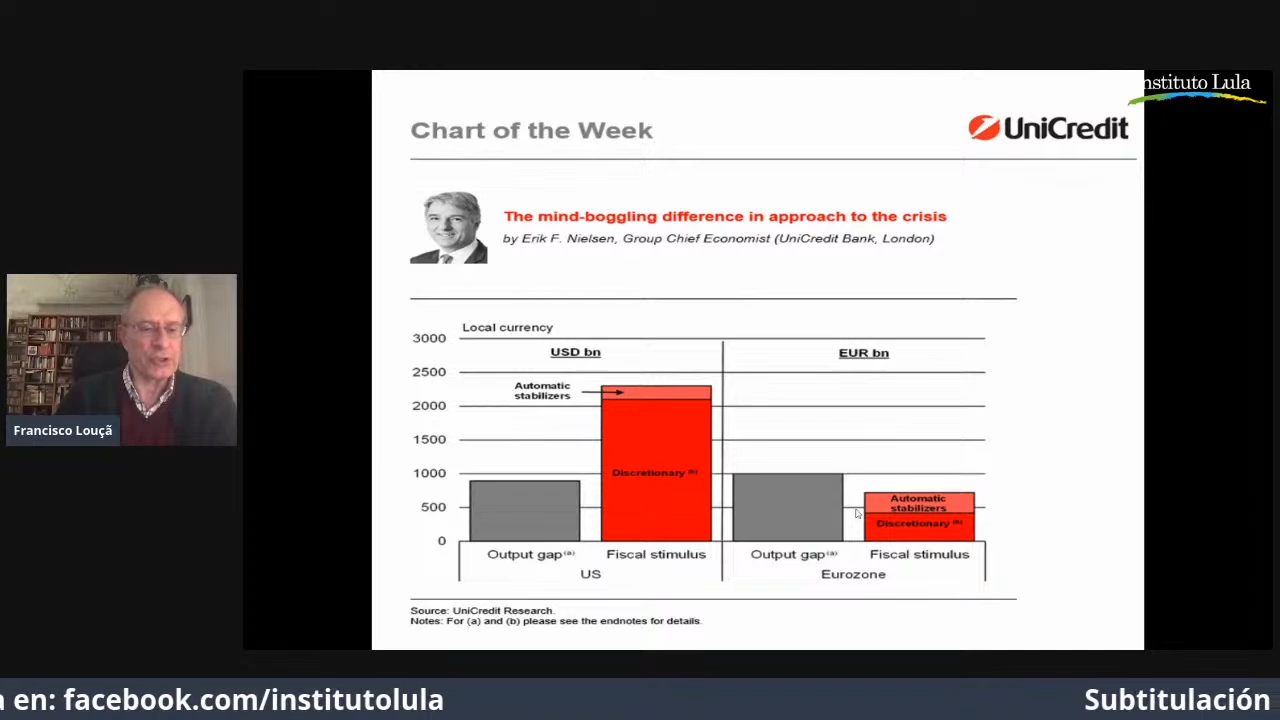 nstituto Lula
Chart of the Week
UniCredit
The mind-boggling difference in approach to the crisis
by Erik F. Nielsen, Group Chief Economist (UniCredit Bank, London)
Local currency
3000
2500
2000
1500
1000
500
0
USD bn
EUR bn
Automatic
stabilizers
Discretionary (b)
Automatic
stabilizers
Discretionary (b)
Output gap(a)
Fiscal stimulus
Output gap(a)
Fiscal stimulus
US
Eurozone
Source: UniCredit Research.
Notes: For (a) and (b) please see the endnotes for details.
Francisco Louçã
a en: facebook.com/institutolula
Subtitulación